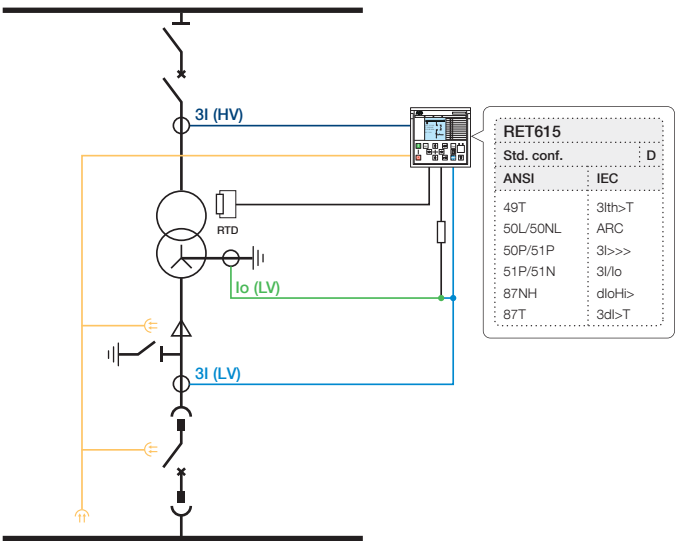 3I (HV)
RTD
Io (LV)
3I (LV)
RET615
Std. conf. D
ANSI IEC
49T 3Ith>T
50L/50NL ARC
50P/51P 3I>>>
51P/51N 3I/Io
87NH dIoHi>
87T 3dI>T